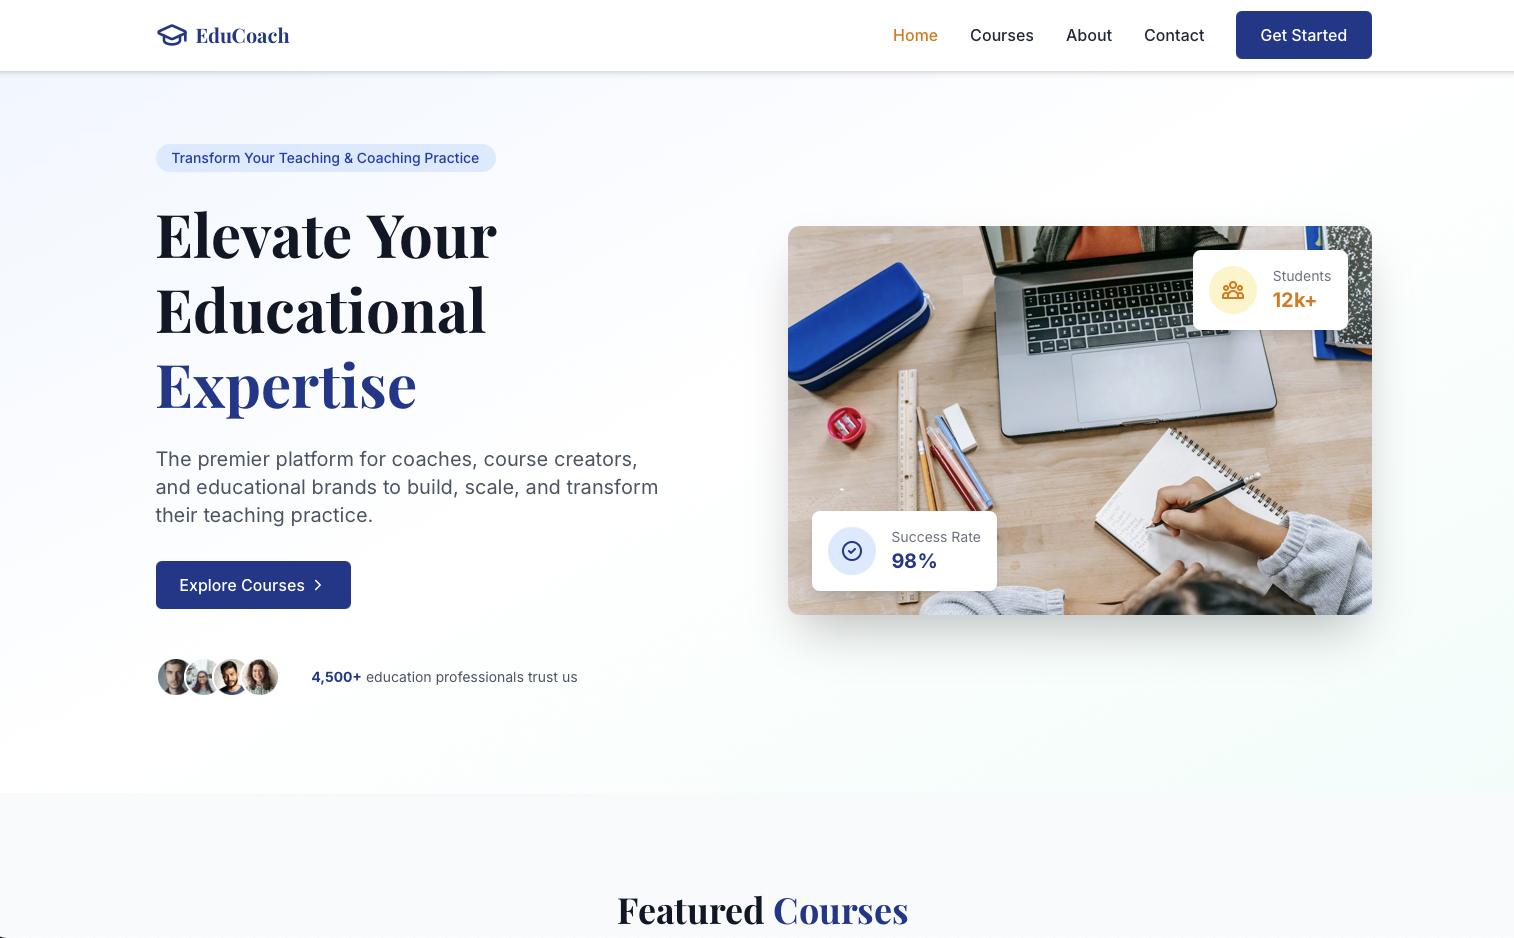 EduCoach
Home
Courses
About
Contact
Get Started
Transform Your Teaching & Coaching Practice
Elevate Your
Educational
Expertise
The premier platform for coaches, course creators,
and educational brands to build, scale, and transform
their teaching practice.
Explore Courses
4,500+ education professionals trust us
Students
12k+
Success Rate
98%
Featured Courses